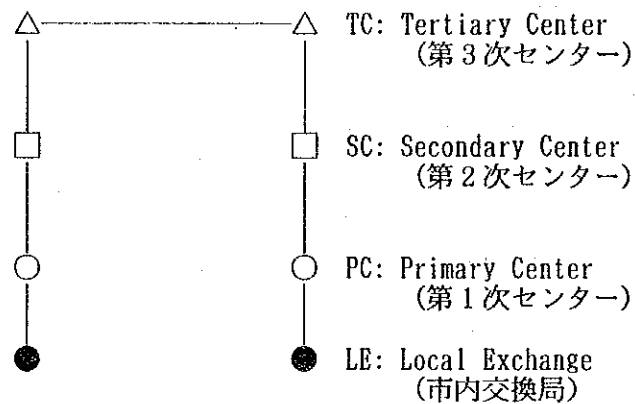 TC: Tertiary Center
(第3次センター)
SC: Secondary Center
(第2次センター)
PC: Primary Center
(第1次センター)
LE: Local Exchange
(市内交換局)